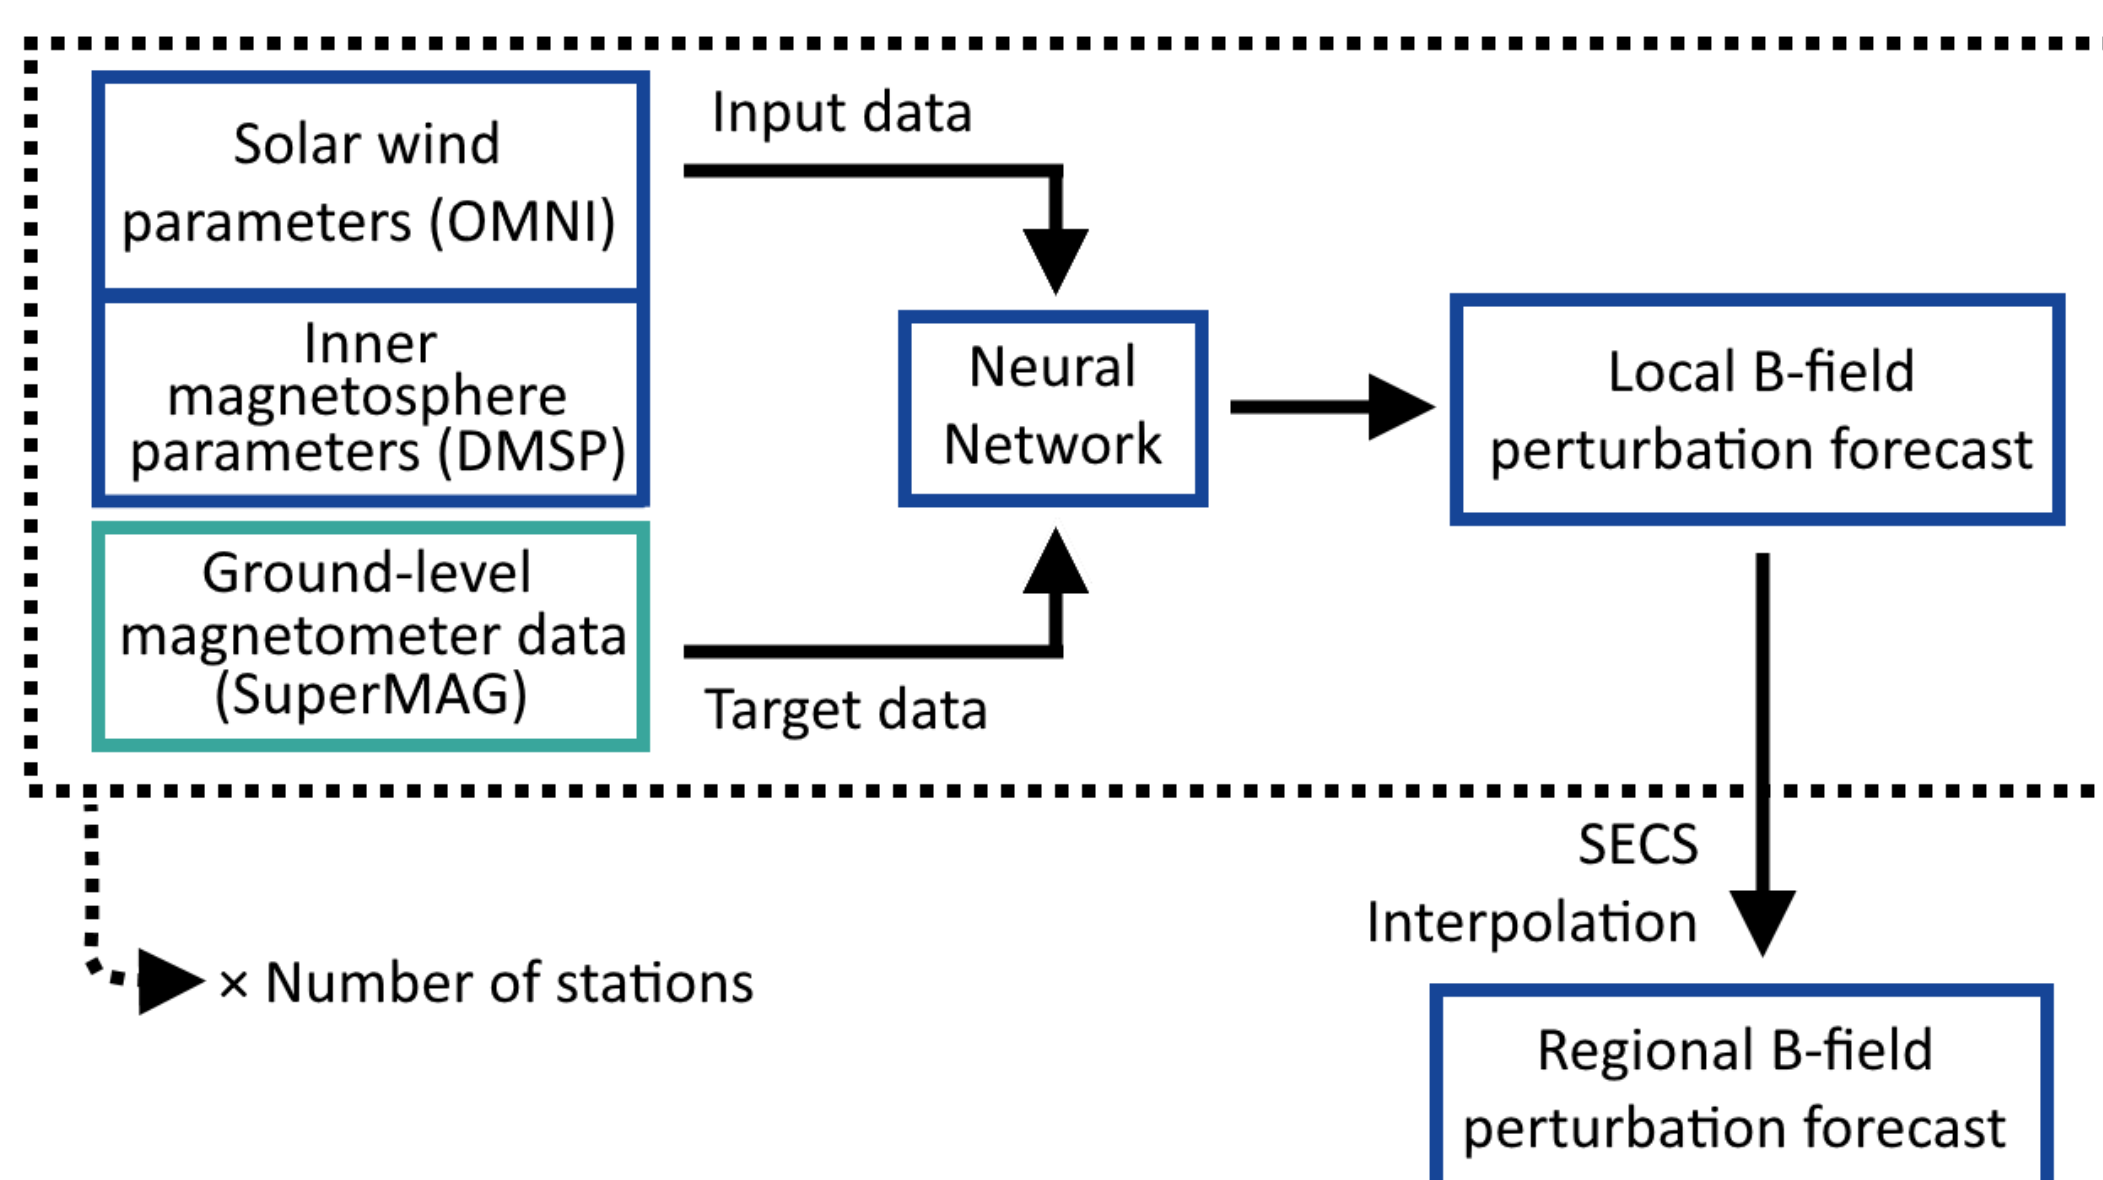 Solar wind
parameters (OMNI)
Inner
magnetosphere
parameters (DMSP)
Ground-level
magnetometer data
(SuperMAG)
Input data
Target data
Neural
Network
Local B-field
perturbation forecast
SECS
Interpolation
× Number of stations
Regional B-field
perturbation forecast